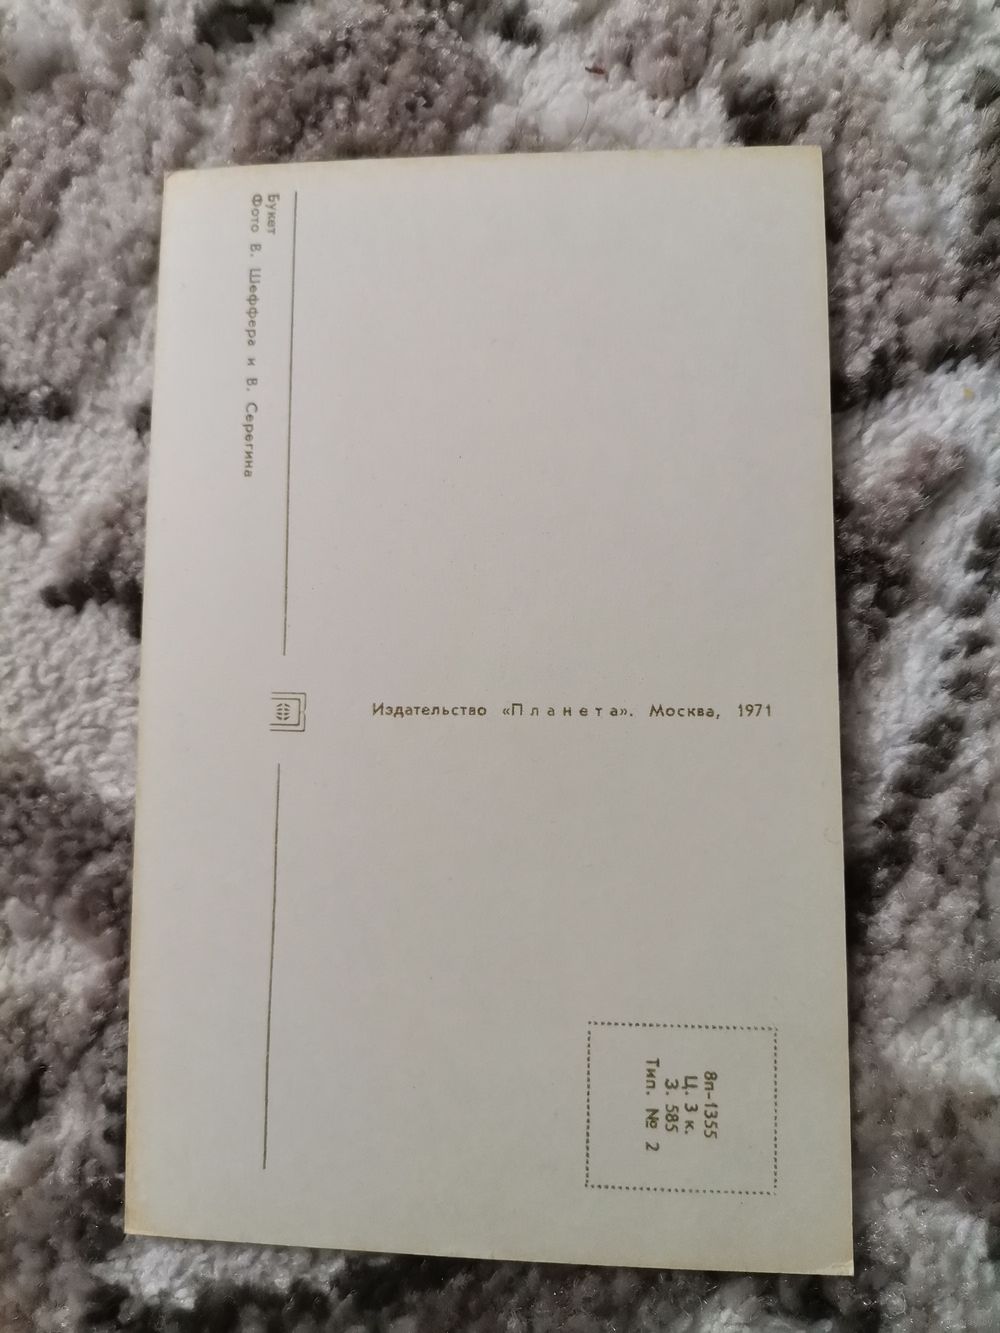 Букет
Фото В. Шеффера и В. Серегина
Издательство «Планета». Москва, 1971
8п-1355
Ц. 3 к.
З. 585
Тип. № 2